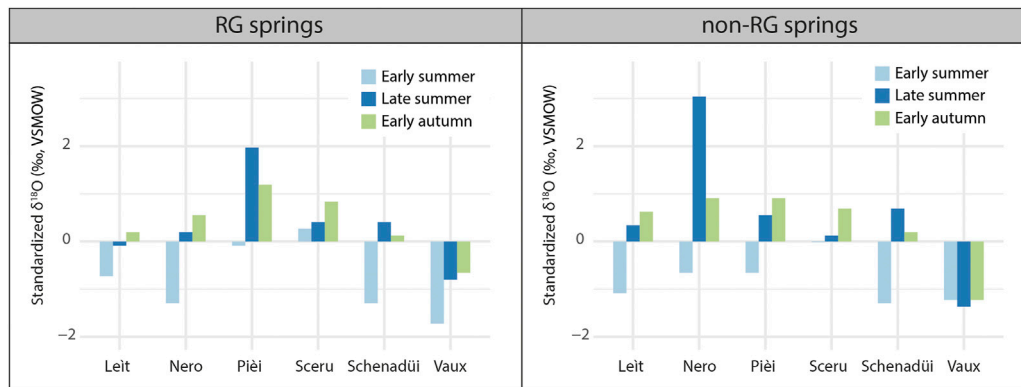 RG springs
Standardized δ¹⁸O (‰, VSMOW)
Early summer
Late summer
Early autumn
2
0
−2
Leìt
Nero
Pièi
Sceru
Schenadüi
Vaux
non-RG springs
Standardized δ¹⁸O (‰, VSMOW)
Early summer
Late summer
Early autumn
2
0
−2
Leìt
Nero
Pièi
Sceru
Schenadüi
Vaux